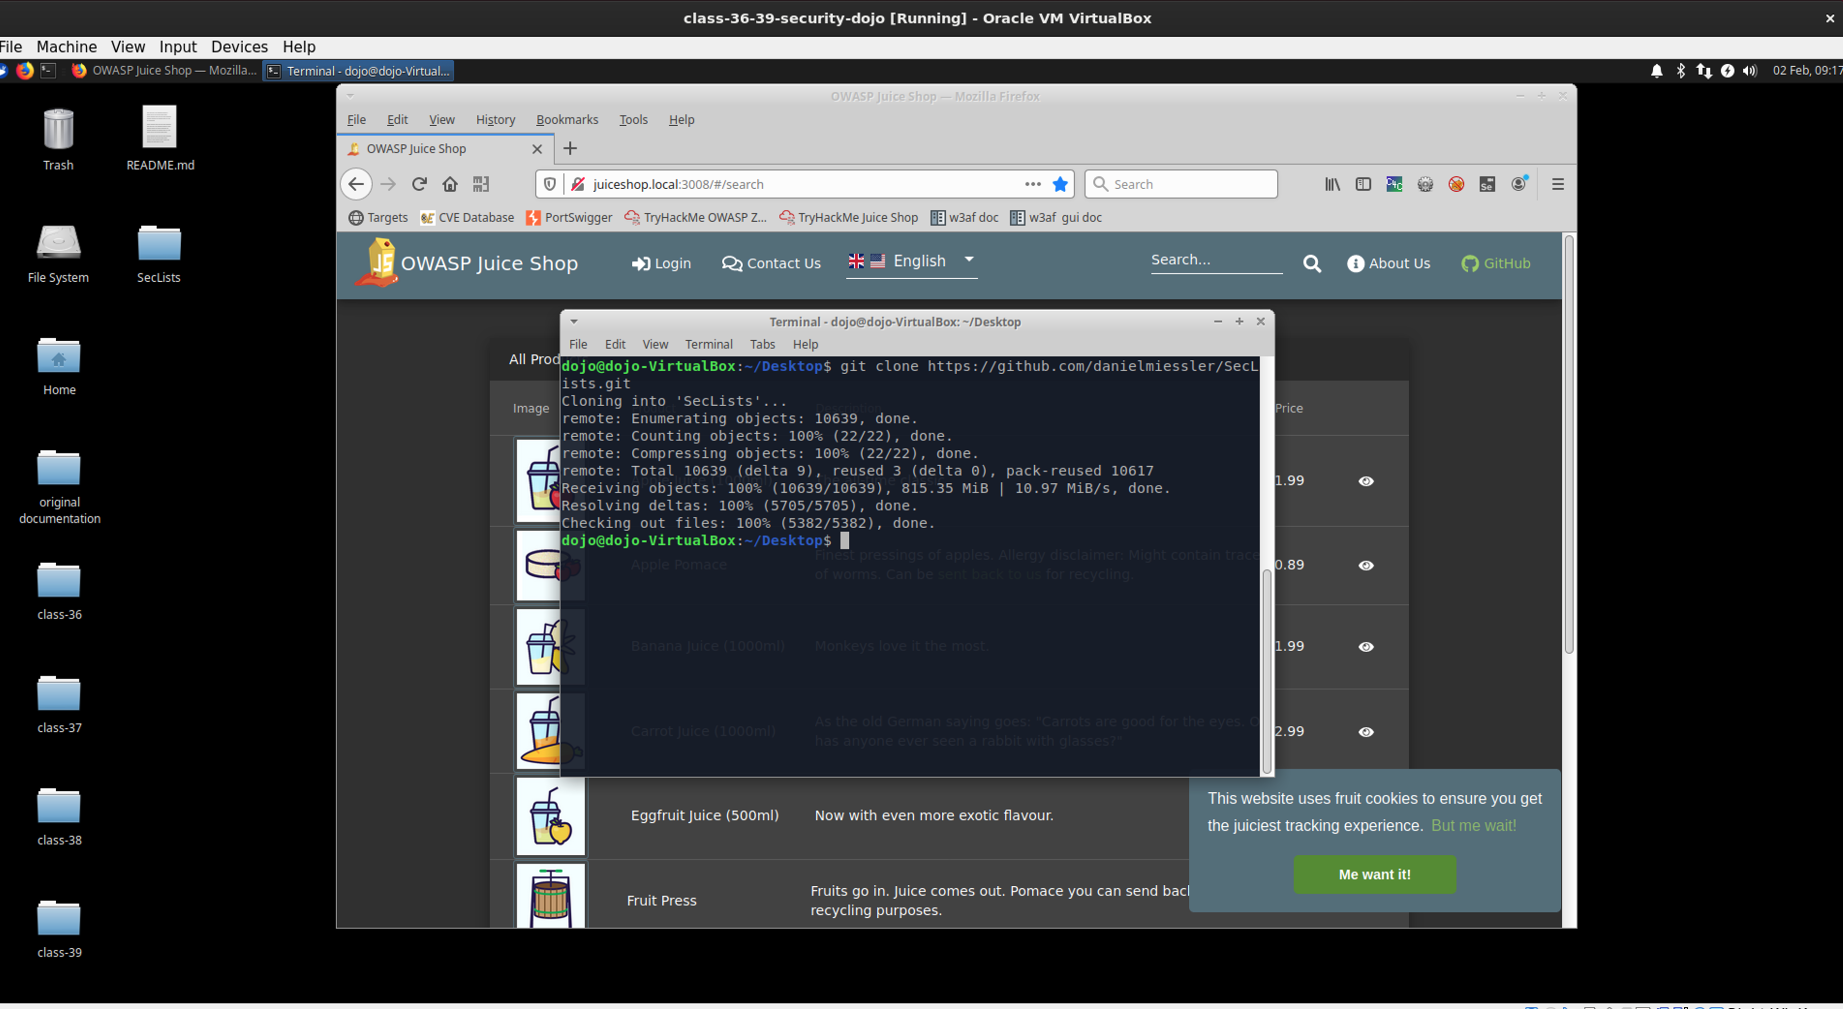 class-36-39-security-dojo [Running] - Oracle VM VirtualBox
File Machine View Input Devices Help
OWASP Juice Shop — Mozilla...
Terminal - dojo@dojo-Virtual...
02 Feb, 09:17
Trash
README.md
File System
SecLists
Home
original
documentation
class-36
class-37
class-38
class-39
OWASP Juice Shop — Mozilla Firefox
File Edit View History Bookmarks Tools Help
OWASP Juice Shop
juiceshop.local:3008/#/search
Search
Targets CVE Database PortSwigger TryHackMe OWASP Z... TryHackMe Juice Shop w3af doc w3af gui doc
OWASP Juice Shop Login Contact Us English Search... About Us GitHub
All Prod
Image
Price
Terminal - dojo@dojo-VirtualBox: ~/Desktop
File Edit View Terminal Tabs Help
dojo@dojo-VirtualBox:~/Desktop$ git clone https://github.com/danielmiessler/SecL
ists.git
Cloning into 'SecLists'...
remote: Enumerating objects: 10639, done.
remote: Counting objects: 100% (22/22), done.
remote: Compressing objects: 100% (22/22), done.
remote: Total 10639 (delta 9), reused 3 (delta 0), pack-reused 10617
Receiving objects: 100% (10639/10639), 815.35 MiB | 10.97 MiB/s, done.
Resolving deltas: 100% (5705/5705), done.
Checking out files: 100% (5382/5382), done.
dojo@dojo-VirtualBox:~/Desktop$
1.99
Apple Pomace
Finest pressings of apples. Allergy disclaimer: Might contain trace
of worms. Can be sent back to us for recycling.
0.89
Banana Juice (1000ml)
Monkeys love it the most.
1.99
Carrot Juice (1000ml)
As the old German saying goes: "Carrots are good for the eyes. O
has anyone ever seen a rabbit with glasses?"
2.99
Eggfruit Juice (500ml)
Now with even more exotic flavour.
Fruit Press
Fruits go in. Juice comes out. Pomace you can send back
recycling purposes.
This website uses fruit cookies to ensure you get
the juiciest tracking experience. But me wait!
Me want it!